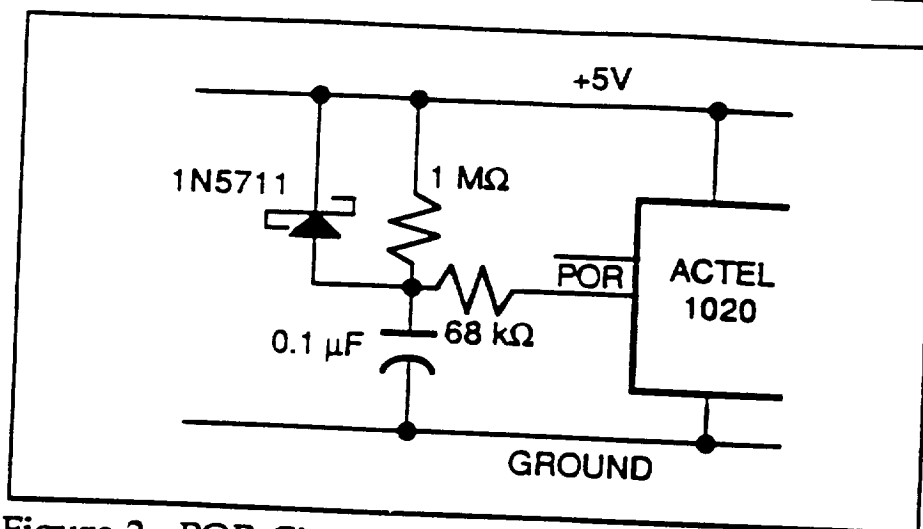 +5V
1N5711
1 MΩ
POR
ACTEL
1020
0.1 µF
68 kΩ
GROUND